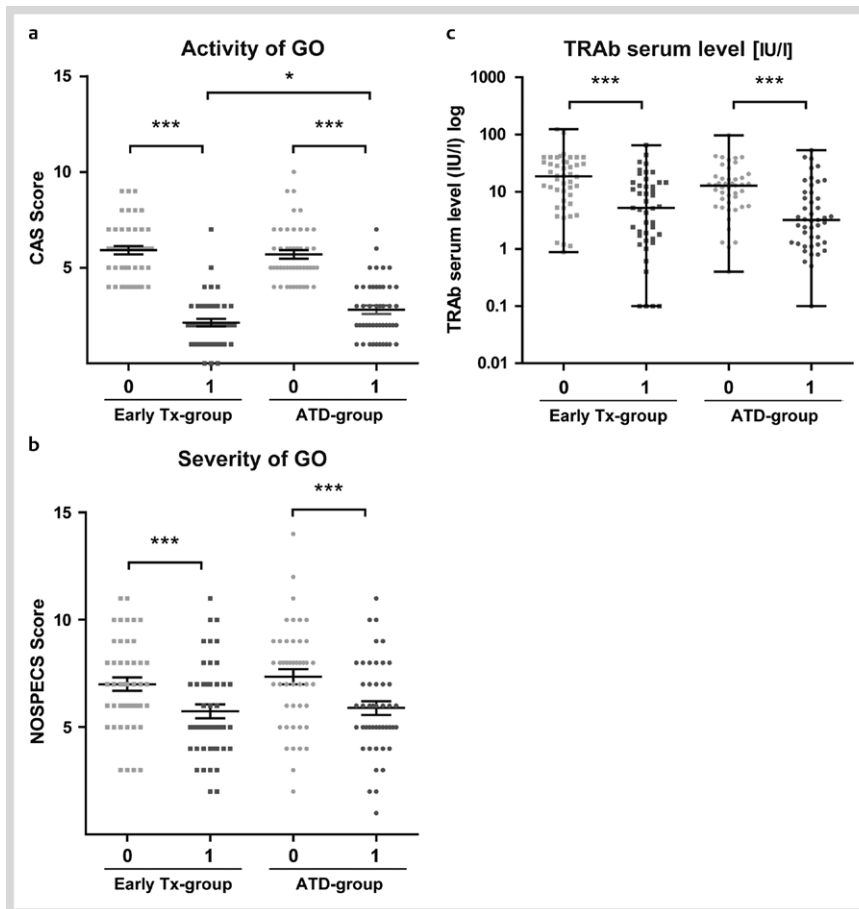 a
Activity of GO
15
10
5
CAS Score
*
***
***
0 1 0 1
Early Tx-group ATD-group
c
TRAb serum level [IU/l]
1000
100
10
1
0.1
0.01
TRAb serum level (IU/l) log
***
***
0 1 0 1
Early Tx-group ATD-group
b
Severity of GO
15
10
5
NOSPECS Score
***
***
0 1 0 1
Early Tx-group ATD-group